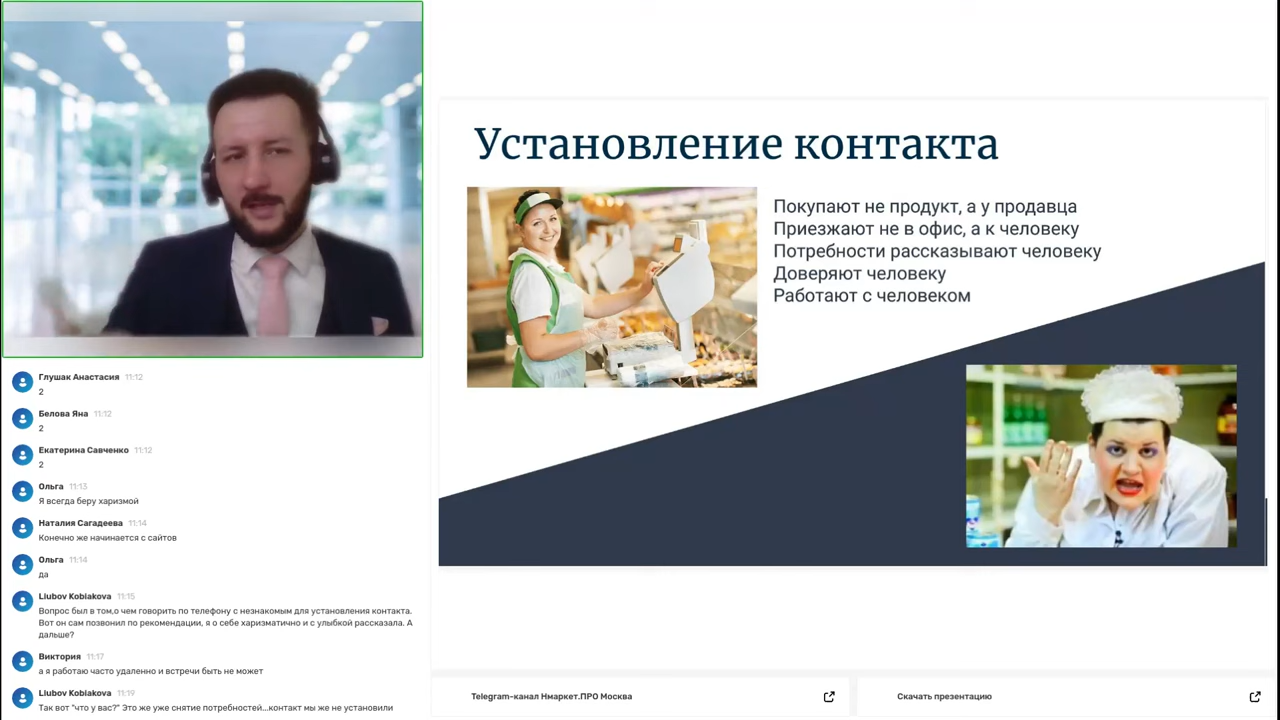 Установление контакта
Покупают не продукт, а у продавца
Приезжают не в офис, а к человеку
Потребности рассказывают человеку
Доверяют человеку
Работают с человеком
Глушак Анастасия 11:12
2
Белова Яна 11:12
2
Екатерина Савченко 11:12
2
Ольга 11:13
Я всегда беру харизмой
Наталия Сагадеева 11:14
Конечно же начинается с сайтов
Ольга 11:14
да
Liubov Kobiakova 11:15
Вопрос был в том,о чем говорить по телефону с незнакомым для установления контакта.
Вот он сам позвонил по рекомендации, я о себе харизматично и с улыбкой рассказала. А
дальше?
Виктория 11:17
а я работаю часто удаленно и встречи быть не может
Liubov Kobiakova 11:19
Так вот "что у вас?" Это же уже снятие потребностей...контакт мы же не установили
Telegram-канал Нмаркет.ПРО Москва
Скачать презентацию